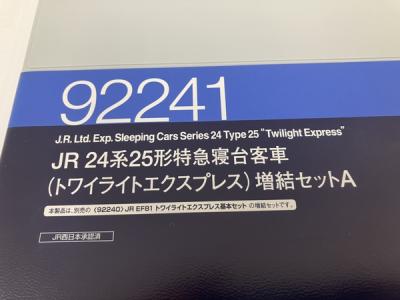 92241
J.R. Ltd. Exp. Sleeping Cars Series 24 Type 25 "Twilight Express"
JR 24系25形特急寝台客車
(トワイライトエクスプレス) 増結セットA
本製品は、別売の〈92240〉JR EF81 トワイライトエクスプレス基本セット の増結セットです。
JR西日本承認済